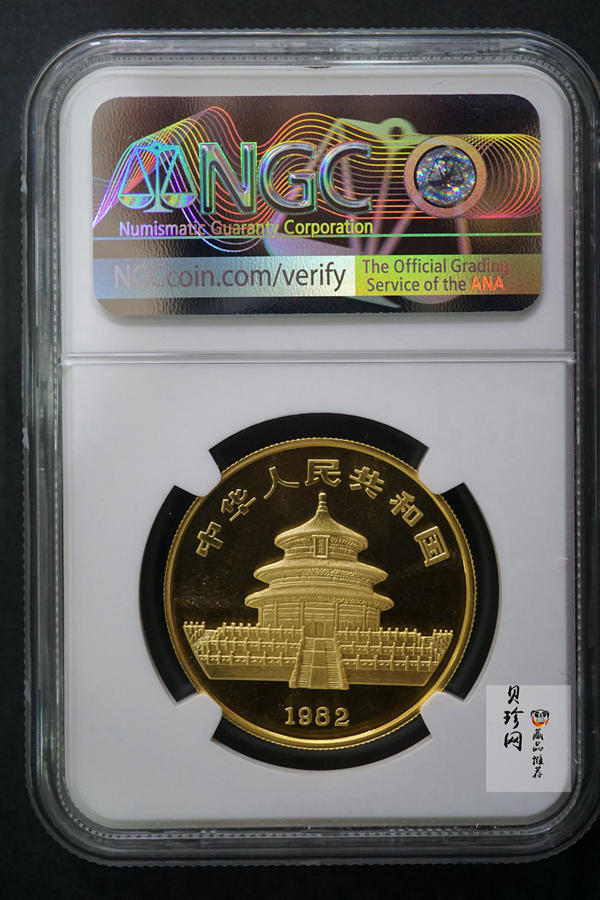 NGC
Numismatic Guaranty Corporation
NGCcoin.com/verify
The Official Grading
Service of the ANA
中华人民共和国
1982
贝珍网
藏品推荐